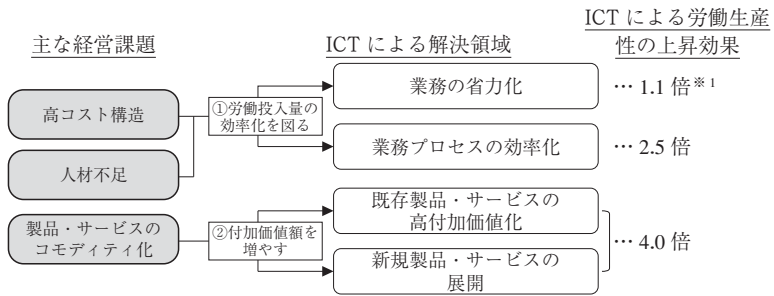 主な経営課題
ICT による解決領域
ICT による労働生産
性の上昇効果
高コスト構造
人材不足
製品・サービスの
コモディティ化
①労働投入量の
効率化を図る
②付加価値額を
増やす
業務の省力化
業務プロセスの効率化
既存製品・サービスの
高付加価値化
新規製品・サービスの
展開
… 1.1 倍※1
… 2.5 倍
… 4.0 倍